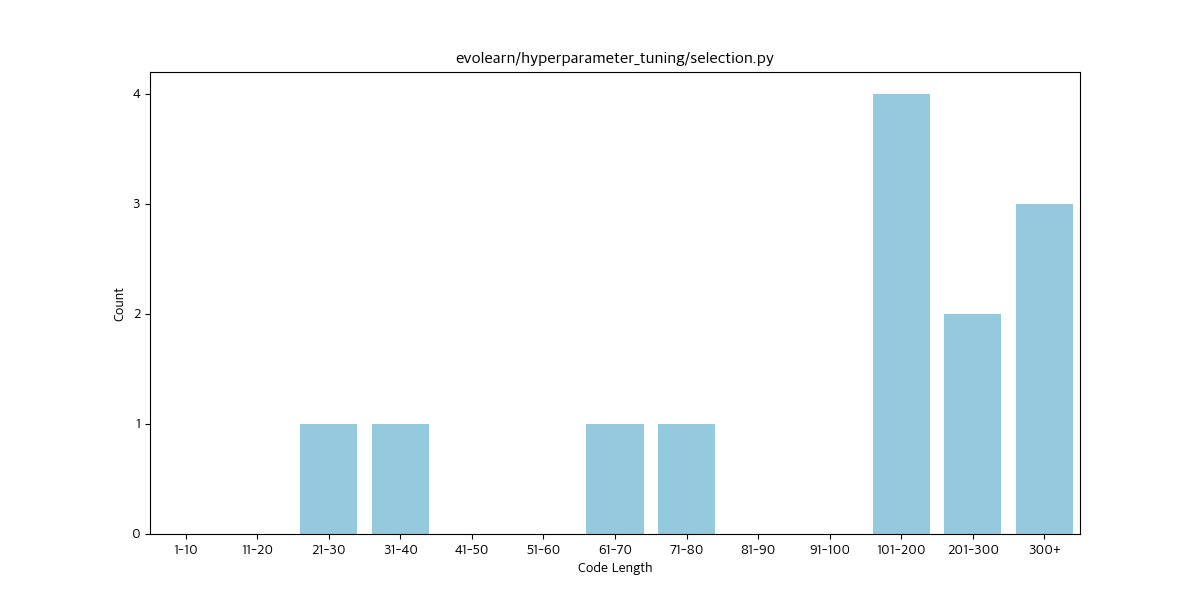 evolearn/hyperparameter_tuning/selection.py
Count
4
3
2
1
0
1-10 11-20 21-30 31-40 41-50 51-60 61-70 71-80 81-90 91-100 101-200 201-300 300+
Code Length